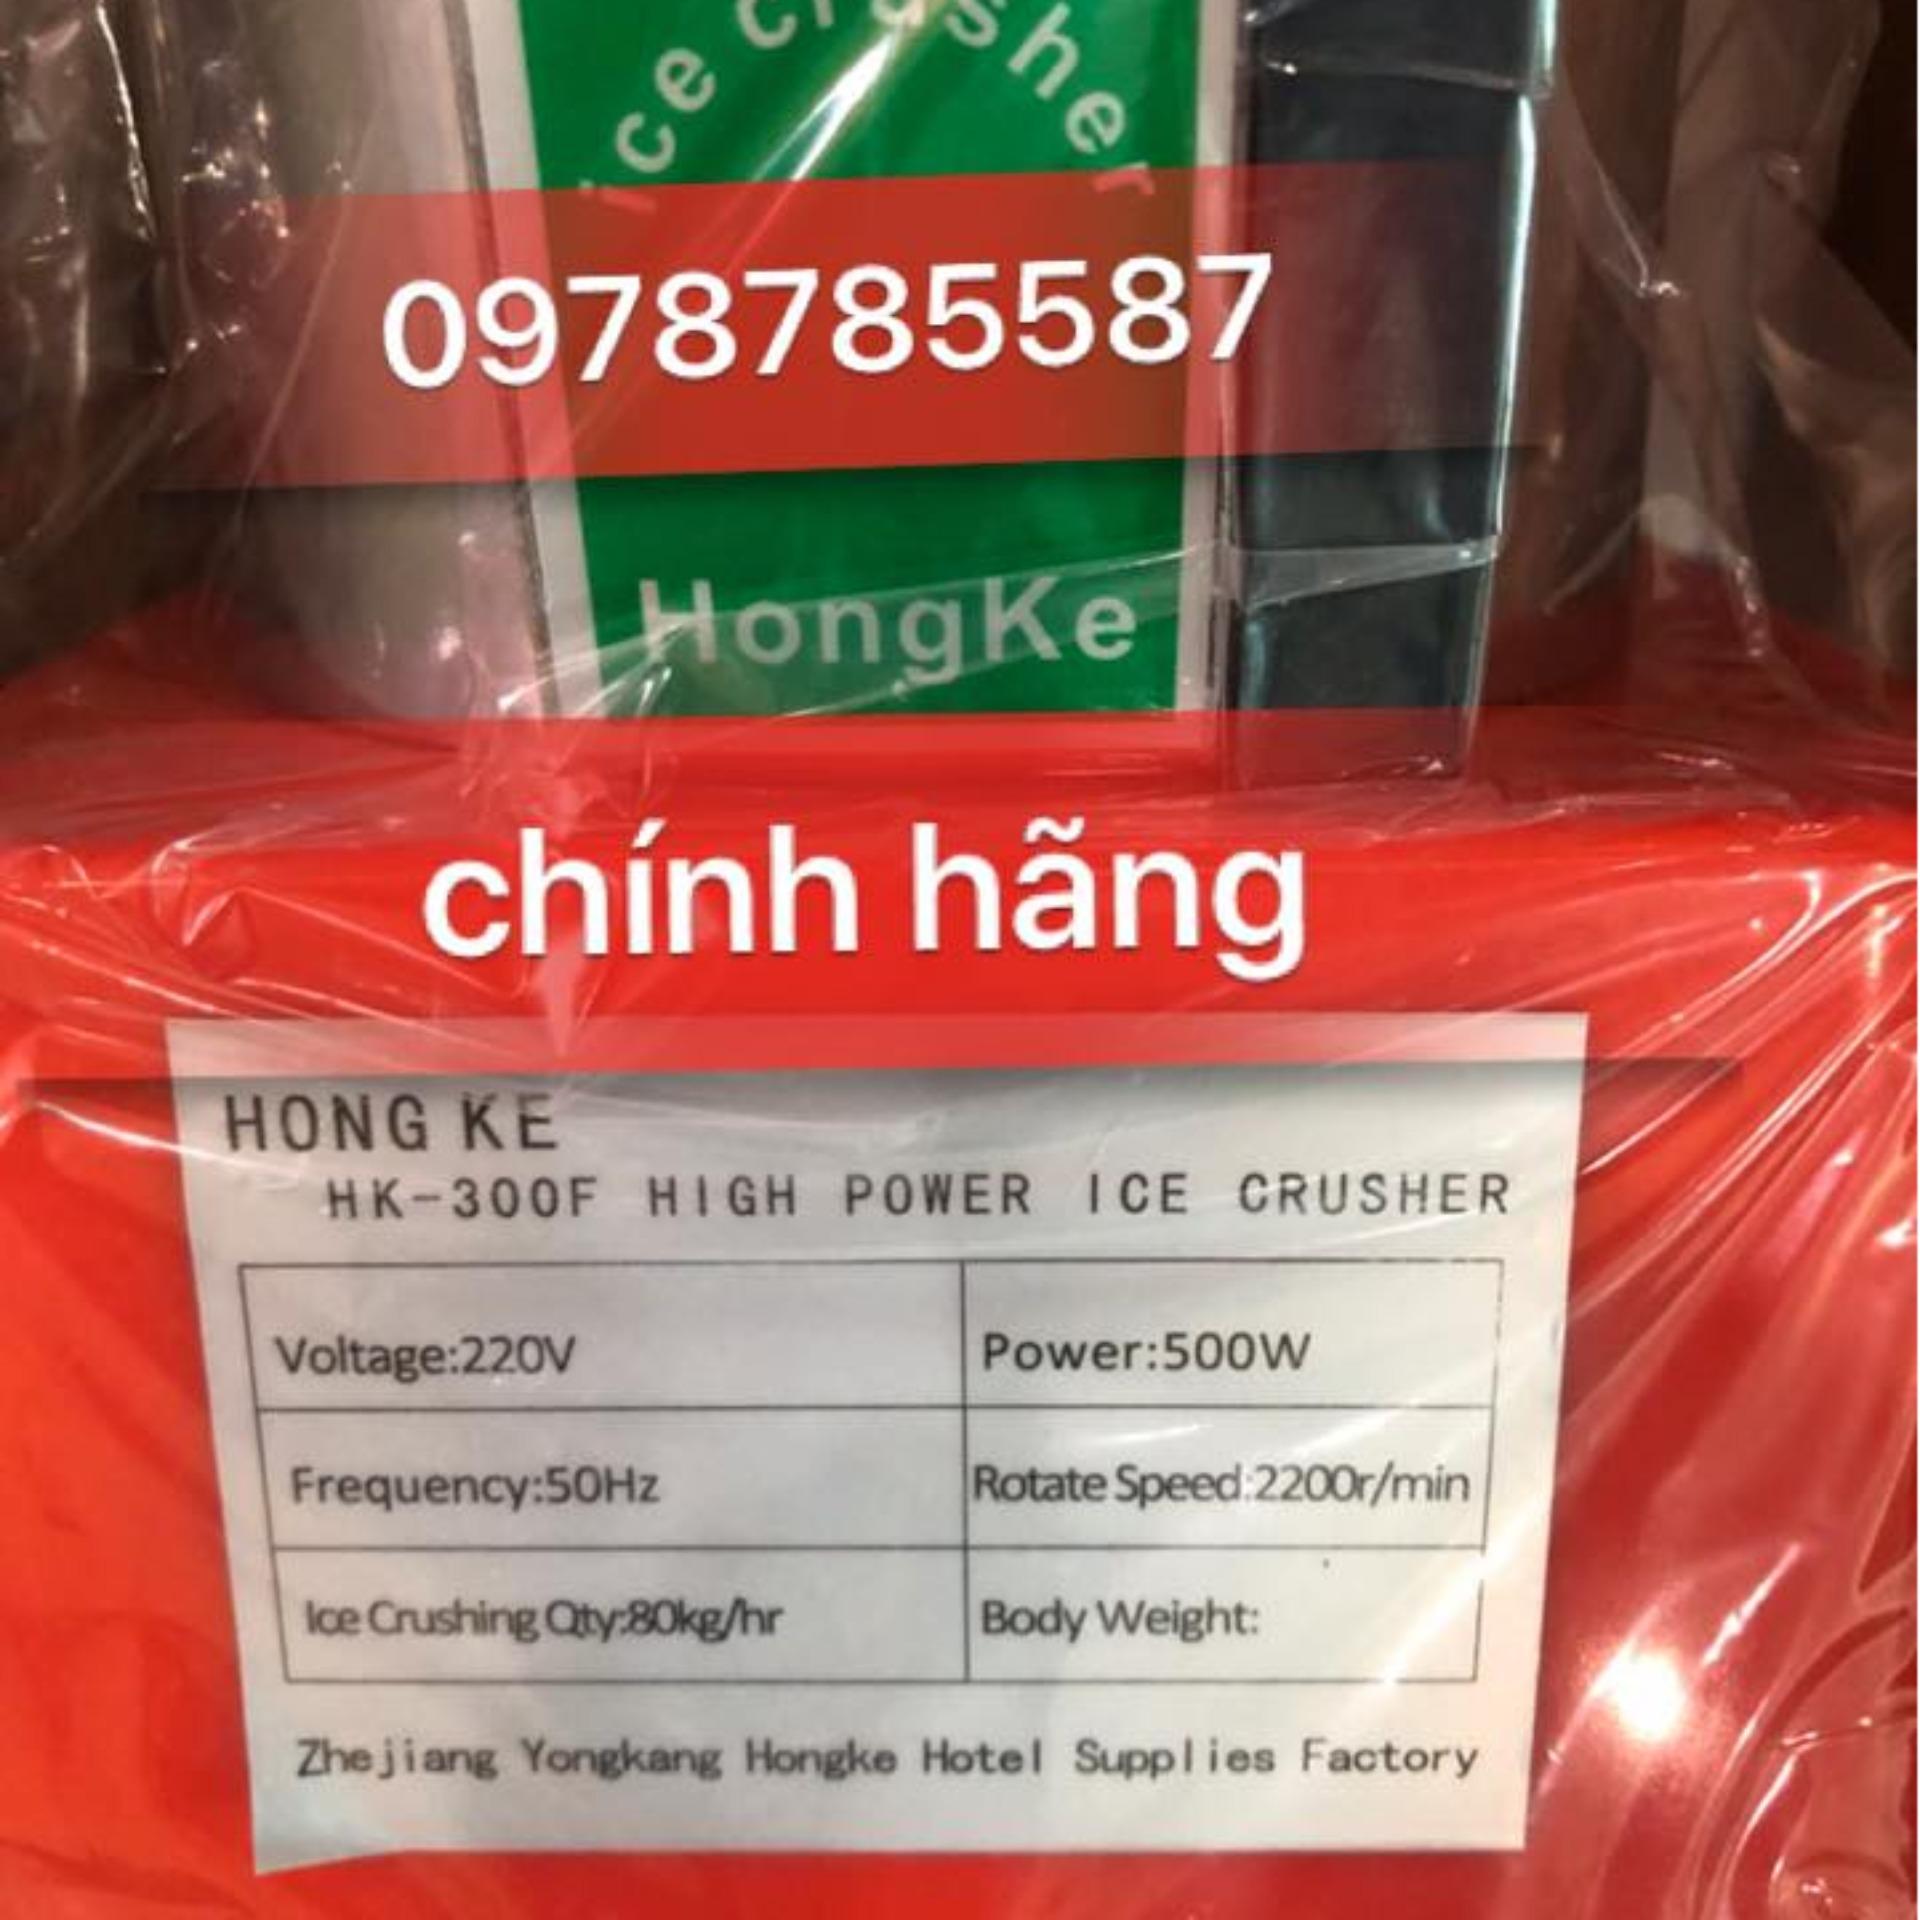 ice crusher
0978785587
HongKe
chính hãng
HONG KE
HK-300F HIGH POWER ICE CRUSHER
Voltage:220V
Power:500W
Frequency:50Hz
Rotate Speed:2200r/min
Ice Crushing Qty:80kg/hr
Body Weight:
Zhejiang Yongkang Hongke Hotel Supplies Factory